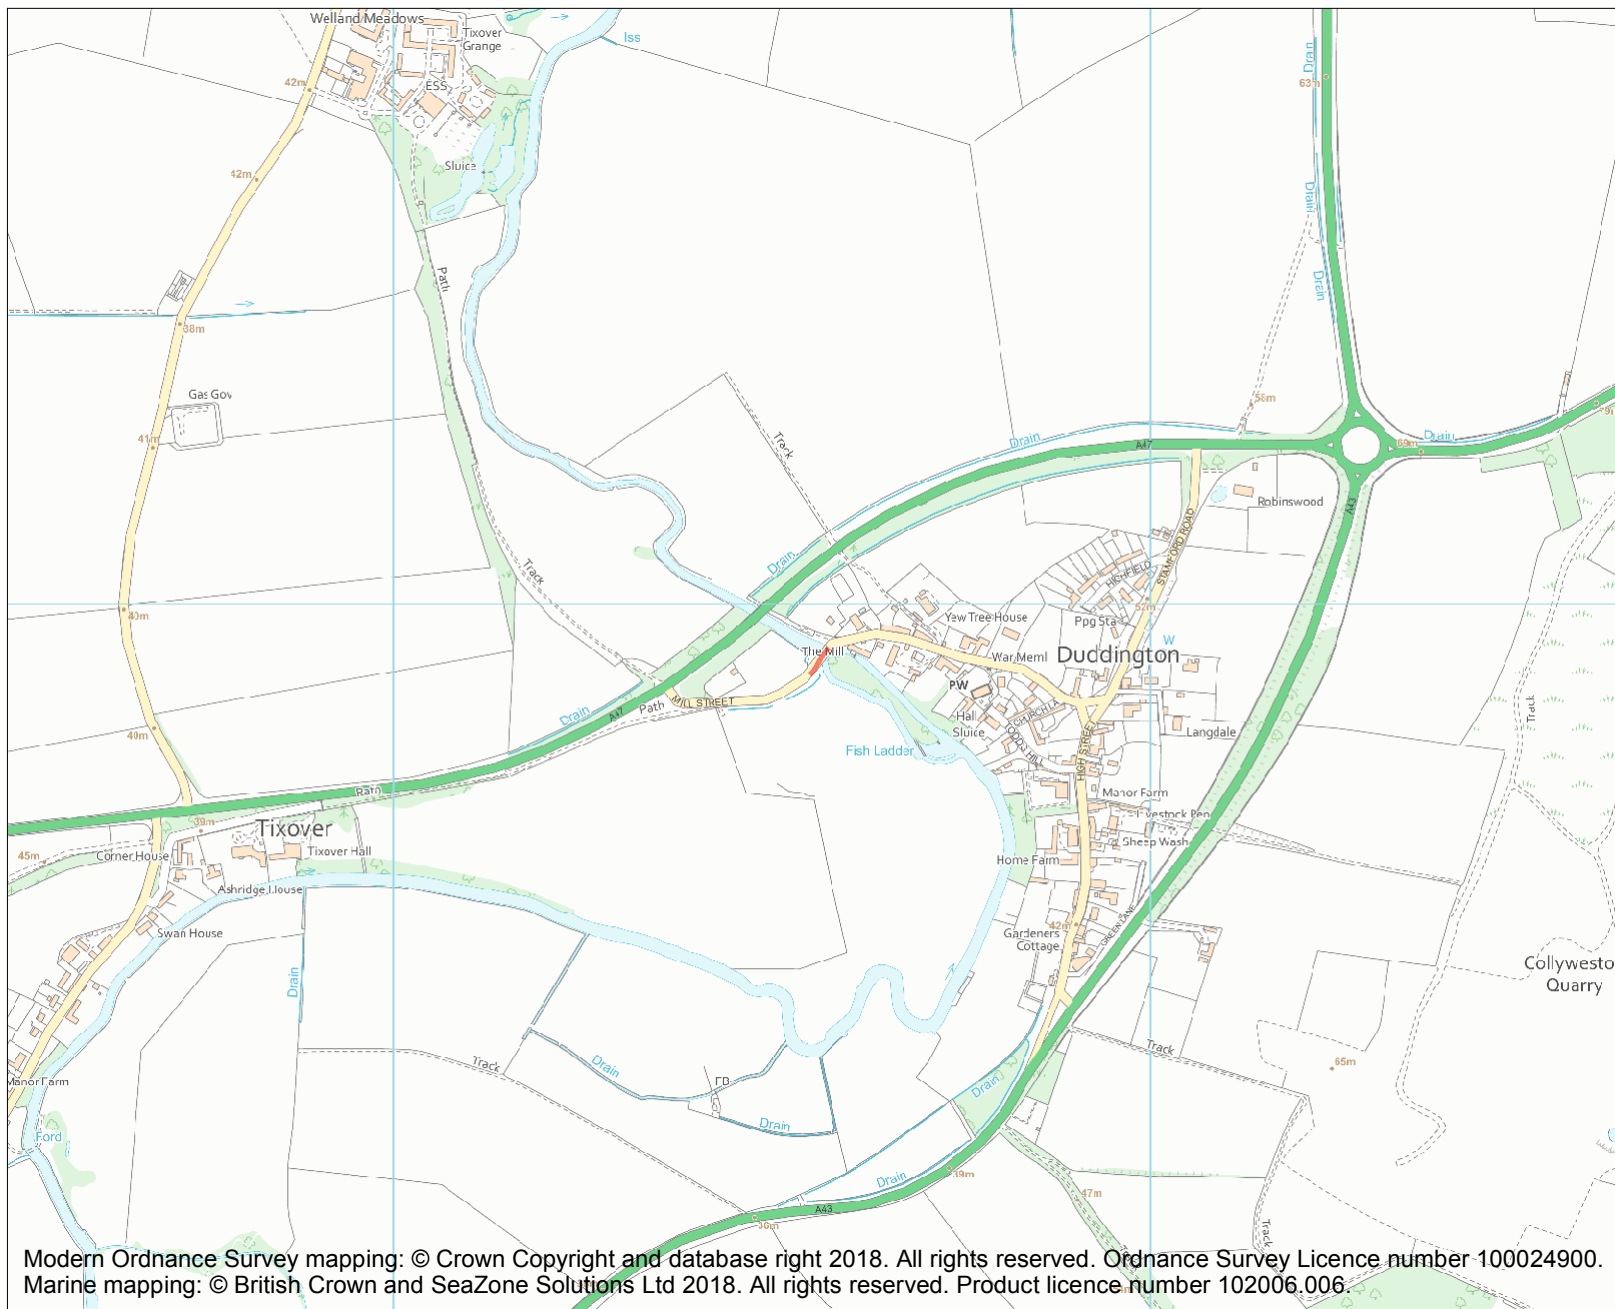 Welland Meadows
Tixover
Grange
Iss
Drain
63m
42m
ESS
Sluice
42m
Drain
Path
Drain
38m
Gas Gov
58m
41m
Track
Drain
A47
69m
Drain
Robinswood
A43
STAMFORD ROAD
Drain
Track
HIGHFIELD
52m
40m
Yew Tree House
Ppg Sta
W
The Mill
War Meml
Duddington
PW
MILL STREET
Path
Hall
CHURCH LA
Track
Drain
A47
Sluice
Langdale
40m
Fish Ladder
HIGH STREET
Path
Manor Farm
Livestock Pen
39m
Tixover
Sheep Wash
45m
Corner House
Tixover Hall
Home Farm
Ashridge House
GREEN LANE
Swan House
42m
Gardeners
Cottage
Collyweston
Quarry
Drain
Track
Track
65m
Drain
Manor Farm
FB
Drain
Drain
Ford
Drain
39m
47m
A43
36m
Track
Track
Modern Ordnance Survey mapping: © Crown Copyright and database right 2018. All rights reserved. Ordnance Survey Licence number 100024900.
Marine mapping: © British Crown and SeaZone Solutions Ltd 2018. All rights reserved. Product licence number 102006.006.